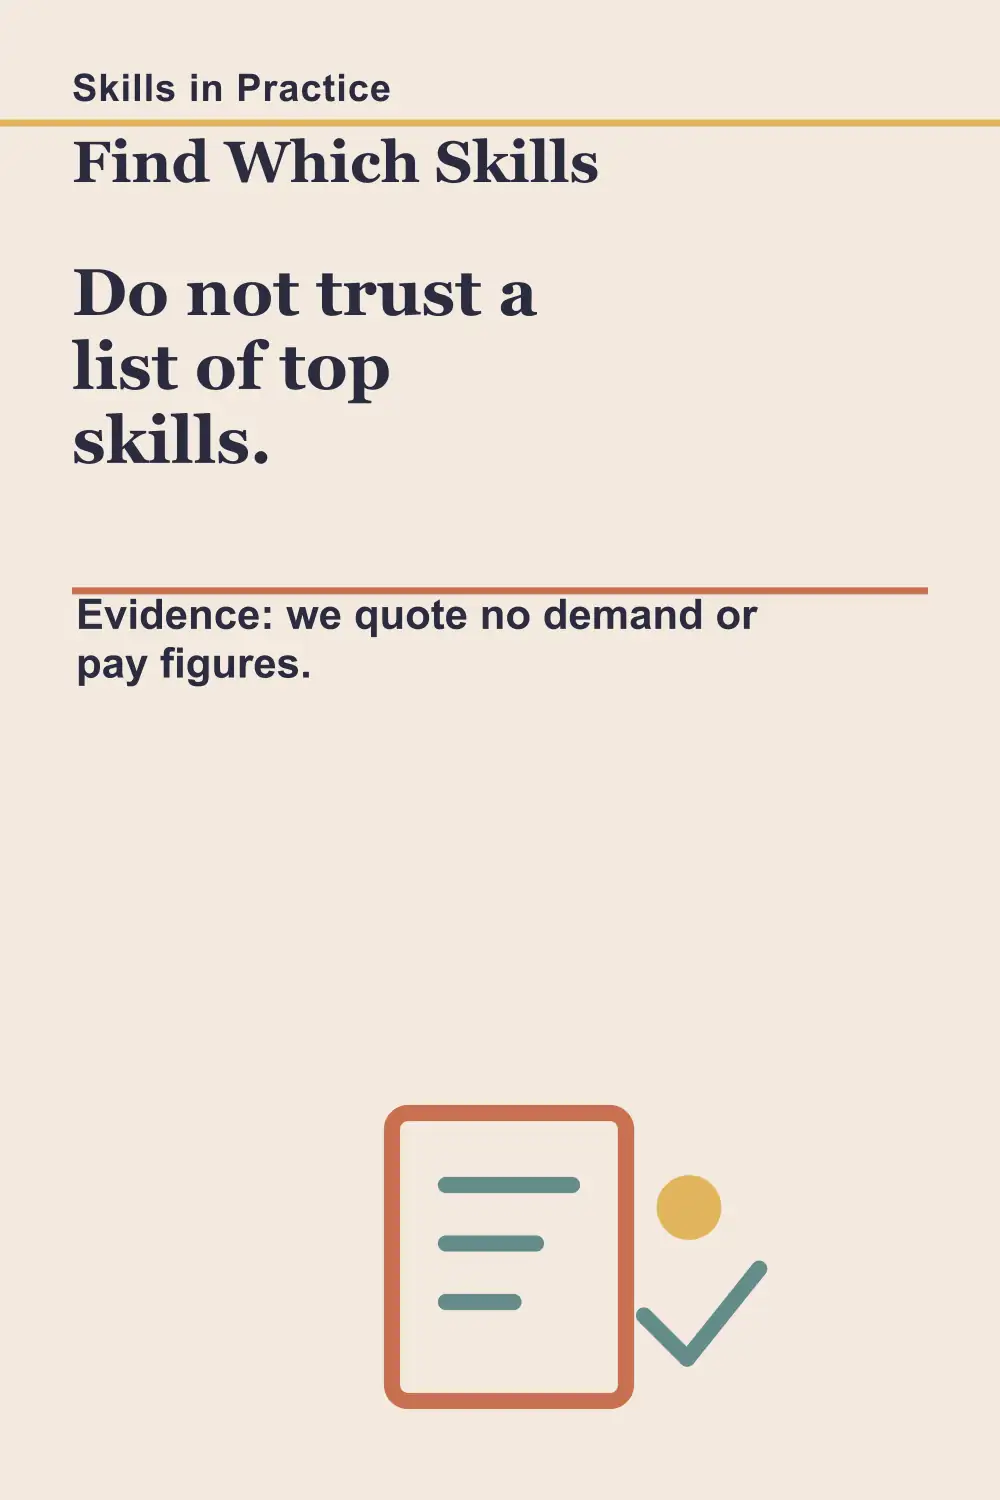 Skills in Practice
Find Which Skills
Do not trust a
list of top
skills.
Evidence: we quote no demand or
pay figures.